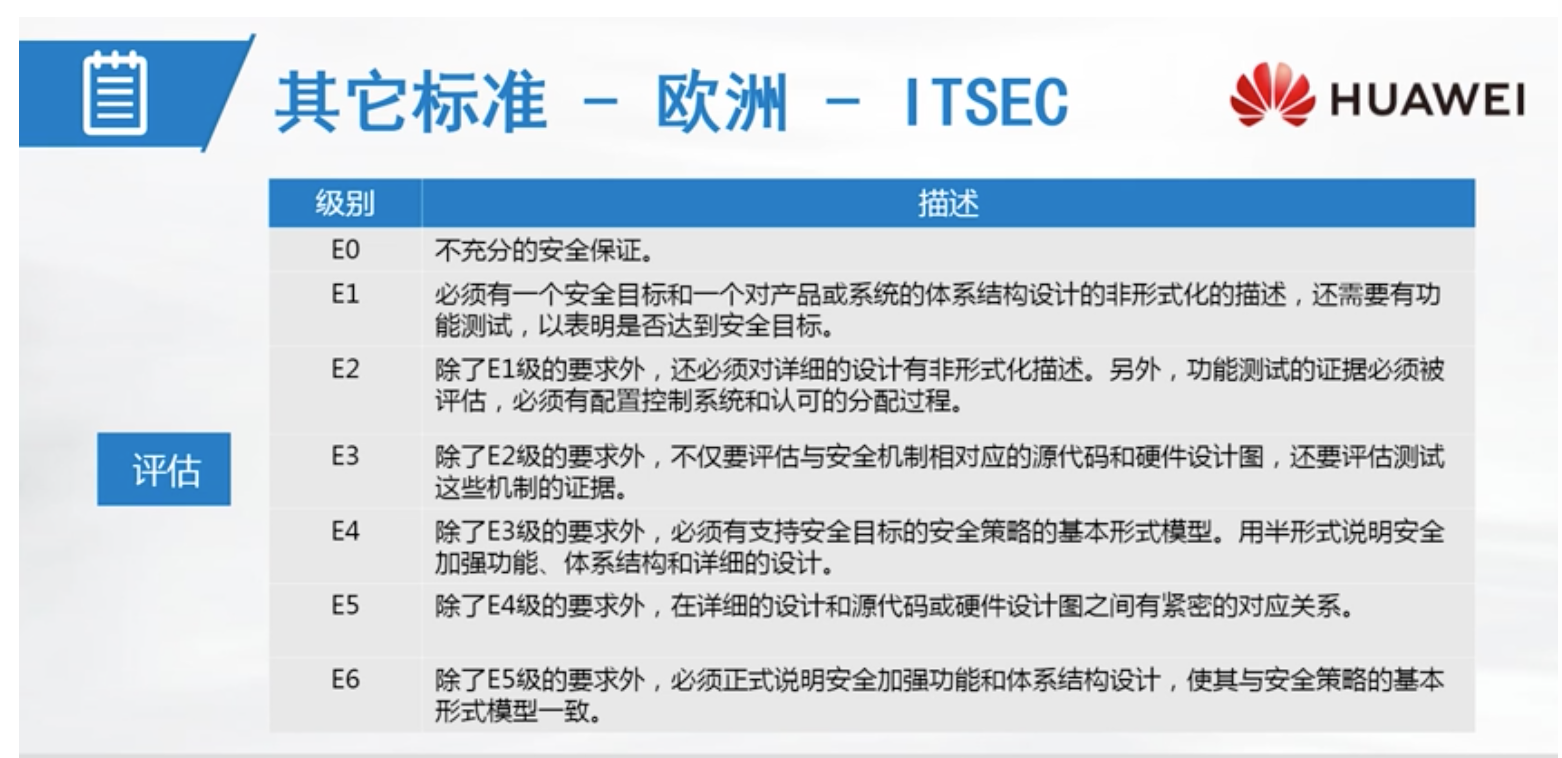 其它标准 - 欧洲 - ITSEC
HUAWEI
级别 描述
E0 不充分的安全保证。
E1 必须有一个安全目标和一个对产品或系统的体系结构设计的非形式化的描述，还需要有功
能测试，以表明是否达到安全目标。
E2 除了E1级的要求外，还必须对详细的设计有非形式化描述。另外，功能测试的证据必须被
评估，必须有配置控制系统和认可的分配过程。
评估
E3 除了E2级的要求外，不仅要评估与安全机制相对应的源代码和硬件设计图，还要评估测试
这些机制的证据。
E4 除了E3级的要求外，必须有支持安全目标的安全策略的基本形式模型。用半形式说明安全
加强功能、体系结构和详细的设计。
E5 除了E4级的要求外，在详细的设计和源代码或硬件设计图之间有紧密的对应关系。
E6 除了E5级的要求外，必须正式说明安全加强功能和体系结构设计，使其与安全策略的基本
形式模型一致。